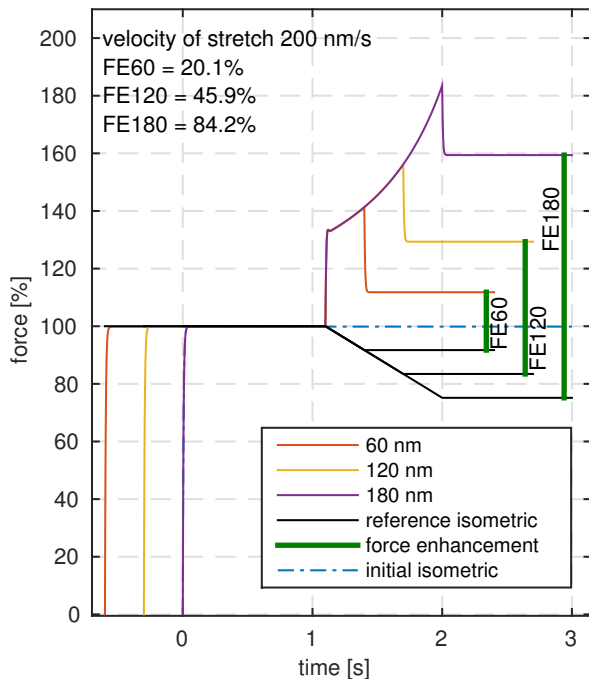 velocity of stretch 200 nm/s
FE60 = 20.1%
FE120 = 45.9%
FE180 = 84.2%
200
180
160
140
120
100
80
60
40
20
0
force [%]
FE180
FE60
FE120
60 nm
120 nm
180 nm
reference isometric
force enhancement
initial isometric
0 1 2 3
time [s]